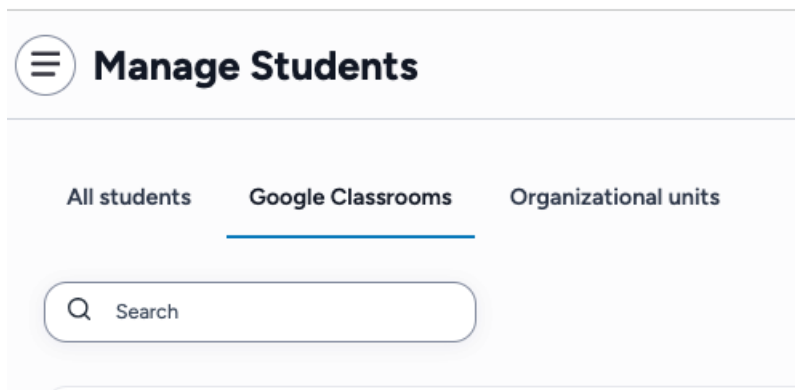 Manage Students
All students Google Classrooms Organizational units
Search